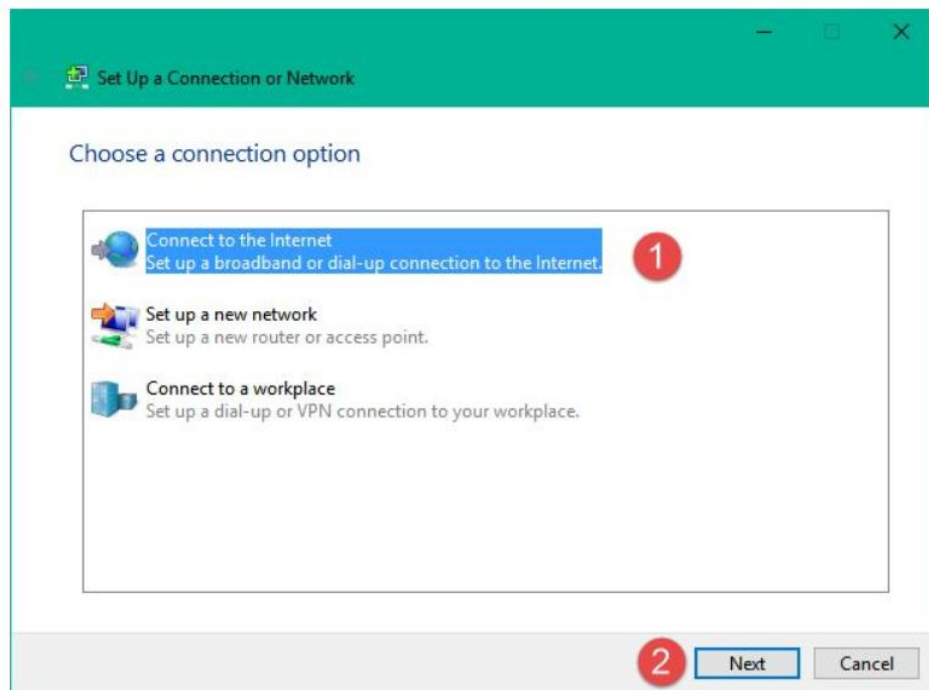 Set Up a Connection or Network
Choose a connection option
Connect to the Internet
Set up a broadband or dial-up connection to the Internet.
1
Set up a new network
Set up a new router or access point.
Connect to a workplace
Set up a dial-up or VPN connection to your workplace.
2 Next Cancel